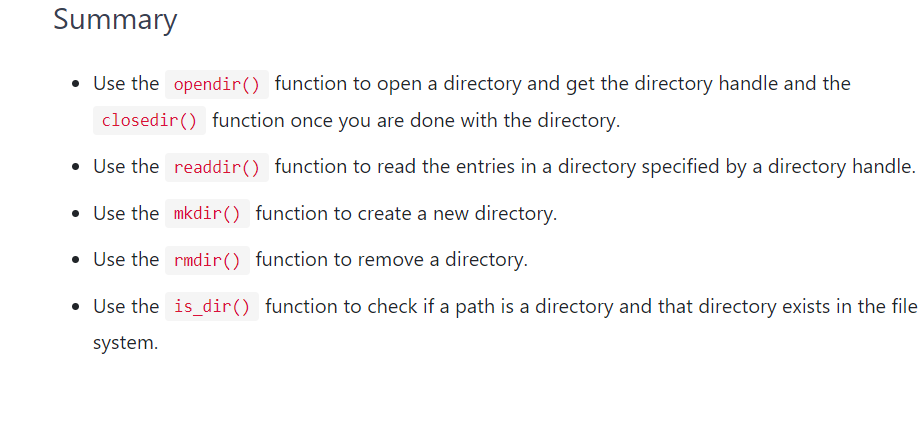 Summary
• Use the opendir() function to open a directory and get the directory handle and the
closedir() function once you are done with the directory.
• Use the readdir() function to read the entries in a directory specified by a directory handle.
• Use the mkdir() function to create a new directory.
• Use the rmdir() function to remove a directory.
• Use the is_dir() function to check if a path is a directory and that directory exists in the file
system.